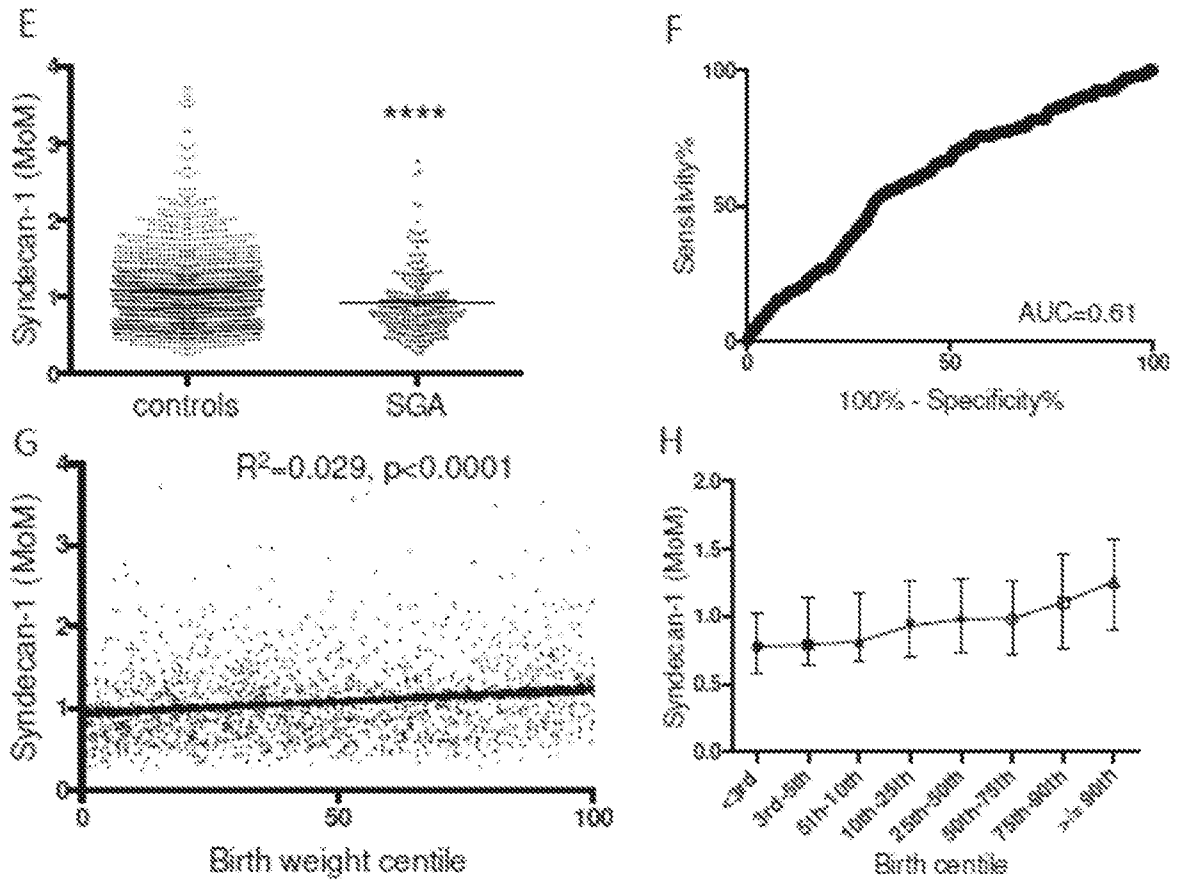 E
4
3
2
1
0
Syndecan-1 (MoM)
****
controls
SGA
F
100
50
0
Sensitivity%
AUC=0.61
0
50
100
100% - Specificity%
G
R²=0.029, p<0.0001
4
3
2
1
0
Syndecan-1 (MoM)
0
50
100
Birth weight centile
H
2.0
1.5
1.0
0.5
0.0
Syndecan-1 (MoM)
<3rd
3rd-5th
5th-10th
10th-25th
25th-50th
50th-75th
75th-90th
>/= 90th
Birth centile